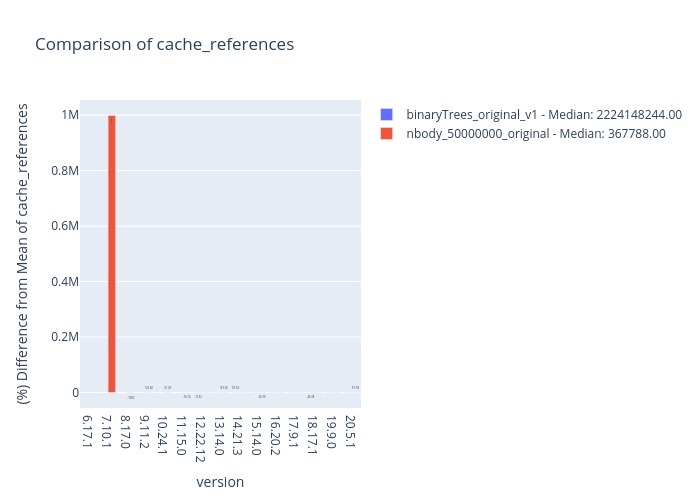 Comparison of cache_references
binaryTrees_original_v1 - Median: 2224148244.00
nbody_50000000_original - Median: 367788.00
(%) Difference from Mean of cache_references
1M
0.8M
0.6M
0.4M
0.2M
0
6.17.1
7.10.1
8.17.0
9.11.2
10.24.1
11.15.0
12.22.12
13.14.0
14.21.3
15.14.0
16.20.2
17.9.1
18.17.1
19.9.0
20.5.1
version